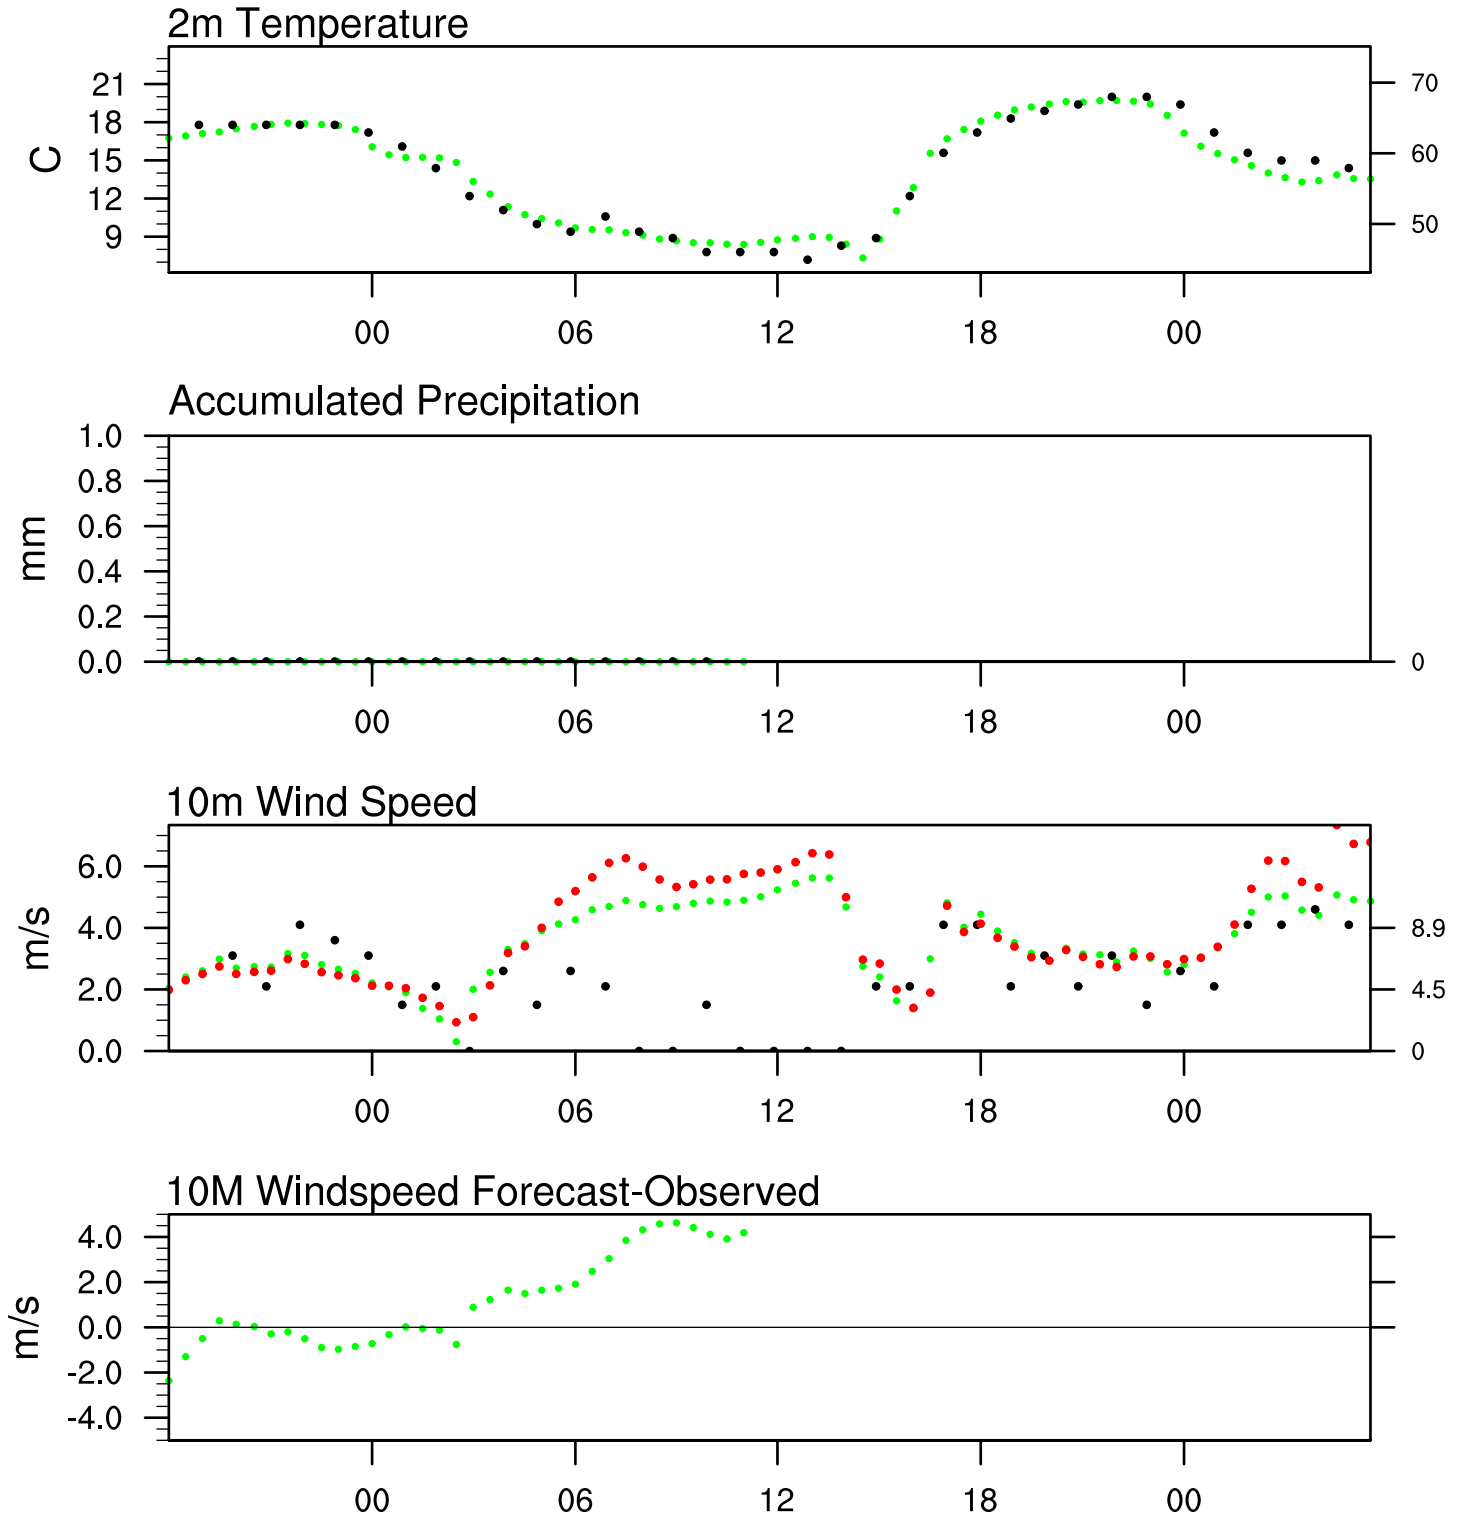 2m Temperature
21
18
15
12
9
C
70
60
50
00 06 12 18 00
Accumulated Precipitation
1.0
0.8
0.6
0.4
0.2
0.0
mm
0
00 06 12 18 00
10m Wind Speed
6.0
4.0
2.0
0.0
m/s
8.9
4.5
0
00 06 12 18 00
10M Windspeed Forecast-Observed
4.0
2.0
0.0
-2.0
-4.0
m/s
00 06 12 18 00